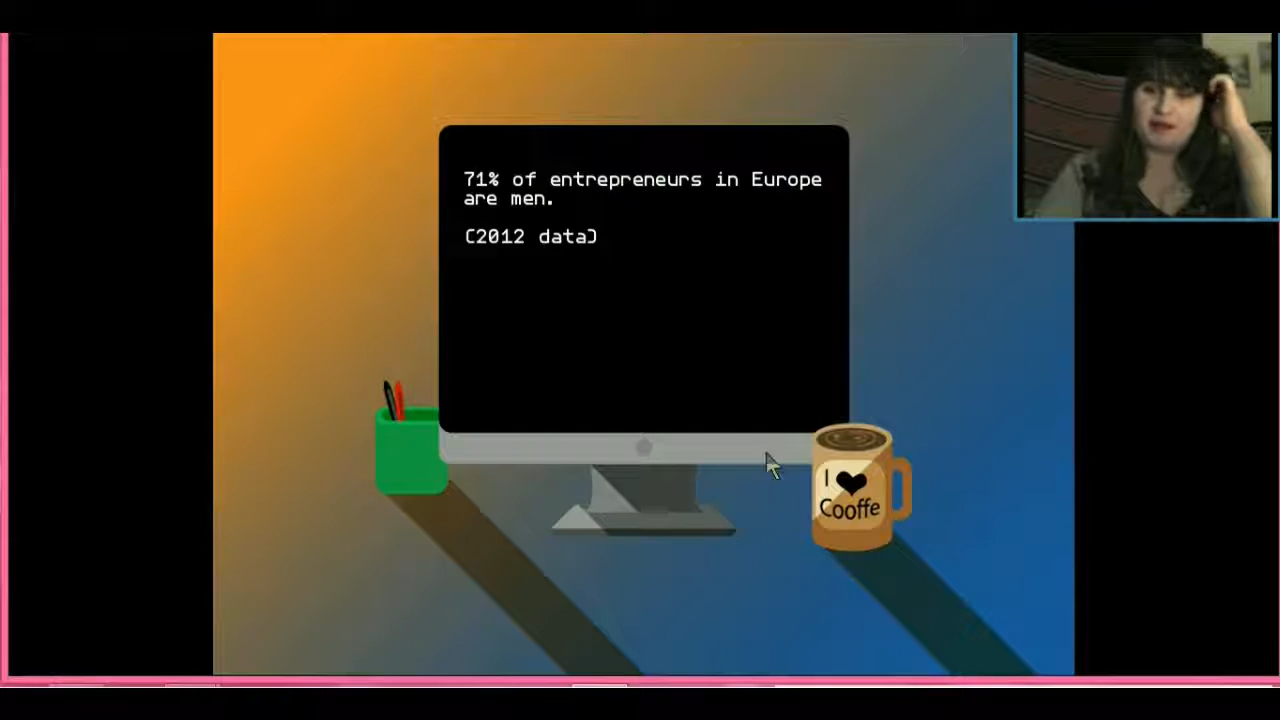 71% of entrepreneurs in Europe
are men.
(2012 data)
I ♥
Cooffe